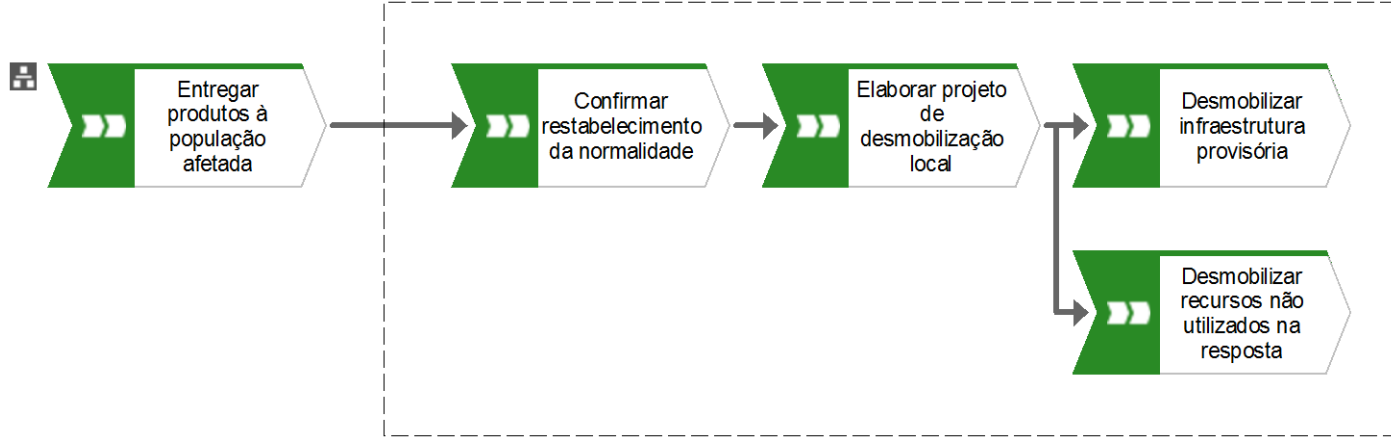 Entregar
produtos à
população
afetada
Confirmar
restabelecimento
da normalidade
Elaborar projeto
de
desmobilização
local
Desmobilizar
infraestrutura
provisória
Desmobilizar
recursos não
utilizados na
resposta